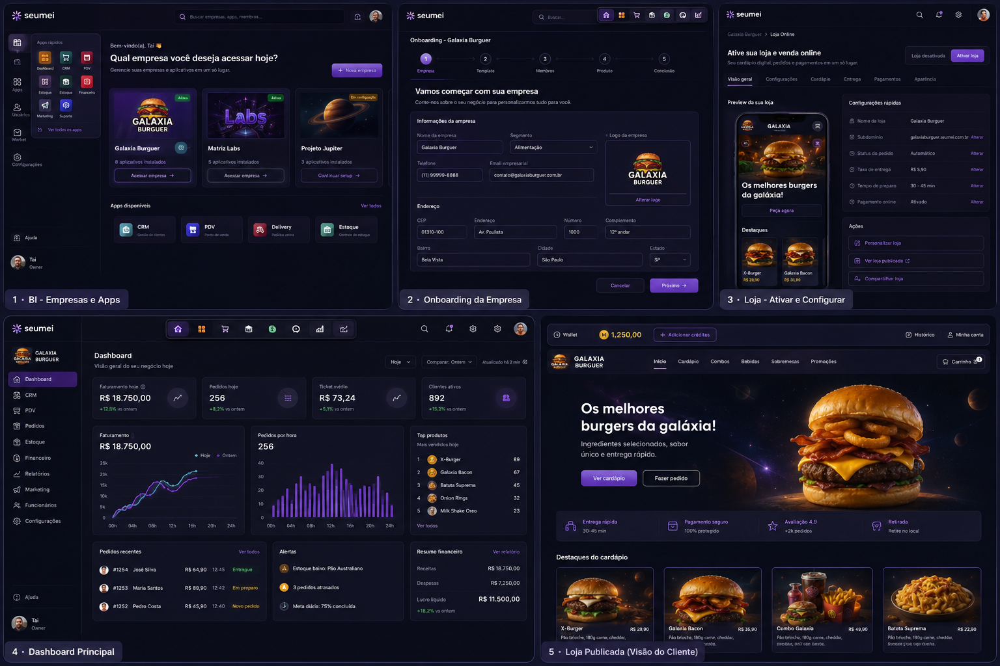 seumei
Buscar empresas, apps, membros...
Apps rápidos
Dashboard
CRM
PDV
Estoque
Estoque
Financeiro
Marketing
Suporte
Ver todos os apps
Apps
Usuários
Market
Configurações
Ajuda
Tai
Owner
Bem-vindo(a), Tai 👋
Qual empresa você deseja acessar hoje?
Gerencie suas empresas e aplicativos em um só lugar.
+ Nova empresa
Ativa
GALAXIA
BURGUER
Galaxia Burguer
8 aplicativos instalados
Acessar empresa →
Ativa
Labs
Matriz Labs
5 aplicativos instalados
Acessar empresa →
Em configuração
Projeto Jupiter
3 aplicativos instalados
Continuar setup →
Apps disponíveis
Ver todos
CRM
Gestão de clientes
PDV
Ponto de venda
Delivery
Pedidos online
Estoque
Controle de estoque
1 • BI - Empresas e Apps
seumei
Buscar...
Onboarding - Galaxia Burguer
1
2
3
4
5
Empresa
Template
Membros
Produto
Conclusão
Vamos começar com sua empresa
Conte-nos sobre o seu negócio para personalizarmos tudo para você.
Informações da ampresa
Nome da empresa
Galaxia Burguer
Segmento
Alimentação
Logo da empresa
GALAXIA
BURGUER
Alterar logo
Telefone
(11) 99999-8888
Email empresarial
contato@galaxiaburguer.com.br
Endereço
CEP
01310-100
Endereço
Av. Paulista
Número
1000
Complemento
12º andar
Bairro
Bela Vista
Cidade
São Paulo
Estado
SP
Cancelar
Próximo →
2 • Onboarding da Empresa
seumei
Galaxia Burguer > Loja Online
Ative sua loja e venda online
Seu cardápio digital, pedidos e pagamentos em um só lugar.
Loja desativada
Ativar loja
Visão geral
Configurações
Cardápio
Entrega
Pagamentos
Aparência
Preview da sua loja
GALAXIA
Os melhores burgers
da galáxia!
Peça agora
Destaques
X-Burger
R$ 29,90
Galaxia Bacon
R$ 35,90
Configurações rápidas
Nome da loja
Galaxia Burguer
Subdomínio
galaxiaburguer.seumei.com.br
Alterar
Status do pedido
Automático
Alterar
Taxa de entrega
R$ 5,90
Alterar
Tempo de preparo
30 - 45 min
Alterar
Pagamento online
Ativado
Alterar
Ações
Personalizar loja
Ver loja publicada
Compartilhar loja
3 • Loja - Ativar e Configurar
seumei
GALAXIA
BURGUER
Dashboard
CRM
PDV
Pedidos
Estoque
Financeiro
Relatórios
Marketing
Funcionários
Configurações
Ajuda
Tai
Owner
Dashboard
Visão geral do seu negócio hoje
Hoje
Comparar: Ontem
Atualizado há 2 min
Faturamento hoje
R$ 18.750,00
+12,5% vs ontem
Pedidos hoje
256
+8,2% vs ontem
Ticket médio
R$ 73,24
+5,1% vs ontem
Clientes ativos
892
+15,3% vs ontem
Faturamento
R$ 18.750,00
Hoje
Ontem
25k
20k
15k
10k
5k
0
00h 04h 08h 12h 16h 20h 24h
Pedidos por hora
256
40
30
20
10
0
00h 04h 08h 12h 16h 20h 24h
Top produtos
Mais vendidos hoje
1 X-Burger 89
2 Galaxia Bacon 67
3 Batata Suprema 45
4 Onion Rings 32
5 Milk Shake Oreo 23
Ver todos
Pedidos recentes
Ver todos
#1254 José Silva R$ 64,90 12:45 Entregue
#1253 Maria Santos R$ 89,90 12:42 Em preparo
#1252 Pedro Costa R$ 45,90 12:40 Novo pedido
Alertas
Estoque baixo: Pão Australiano
3 pedidos atrasados
Meta diária: 75% concluída
Resumo financeiro
Ver relatório
Receitas
R$ 18.750,00
Despesas
R$ 7.250,00
Lucro líquido
R$ 11.500,00
+18,2% vs ontem
4 • Dashboard Principal
Wallet
M 1.250,00
+ Adicionar créditos
Histórico
Minha conta
GALAXIA
BURGUER
Início
Cardápio
Combos
Bebidas
Sobremesas
Promoções
Carrinho
1
Os melhores
burgers da galáxia!
Ingredientes selecionados, sabor
único e entrega rápida.
Ver cardápio
Fazer pedido
Entrega rápida
30-45 min
Pagamento seguro
100% protegido
Avaliação 4,9
+2k pedidos
Retirada
Retire no local
Destaques do cardápio
X-Burger
R$ 29,90
Pão brioche, 180g carne, cheddar,
Galaxia Bacon
R$ 35,90
Pão brioche, 180g carne, cheddar,
Combo Galaxia
R$ 49,90
Pão brioche, 180g carne, cheddar,
Batata Suprema
R$ 22,90
Pão brioche, 180g carne, cheddar,
5 • Loja Publicada (Visão do Cliente)